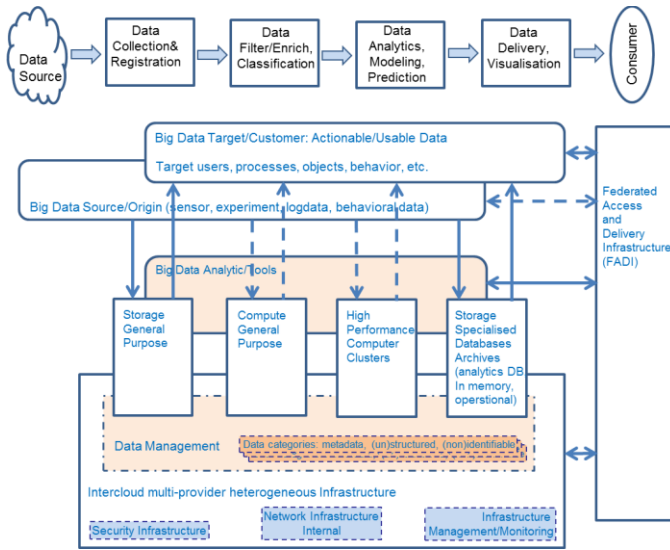 Data
Source
Data
Collection&
Registration
Data
Filter/Enrich,
Classification
Data
Analytics,
Modeling,
Prediction
Data
Delivery,
Visualisation
Consumer
Big Data Target/Customer: Actionable/Usable Data
Target users, processes, objects, behavior, etc.
Big Data Source/Origin (sensor, experiment, logdata, behavioral data)
Big Data Analytic/Tools
Federated
Access
and
Delivery
Infrastructure
(FADI)
Storage
General
Purpose
Compute
General
Purpose
High
Performance
Computer
Clusters
Storage
Specialised
Databases
Archives
(analytics DB
In memory,
operstional)
Data Management
Data categories: metadata, (un)structured, (non)identifiable
Intercloud multi-provider heterogeneous Infrastructure
Security Infrastructure
Network Infrastructure
Internal
Infrastructure
Management/Monitoring